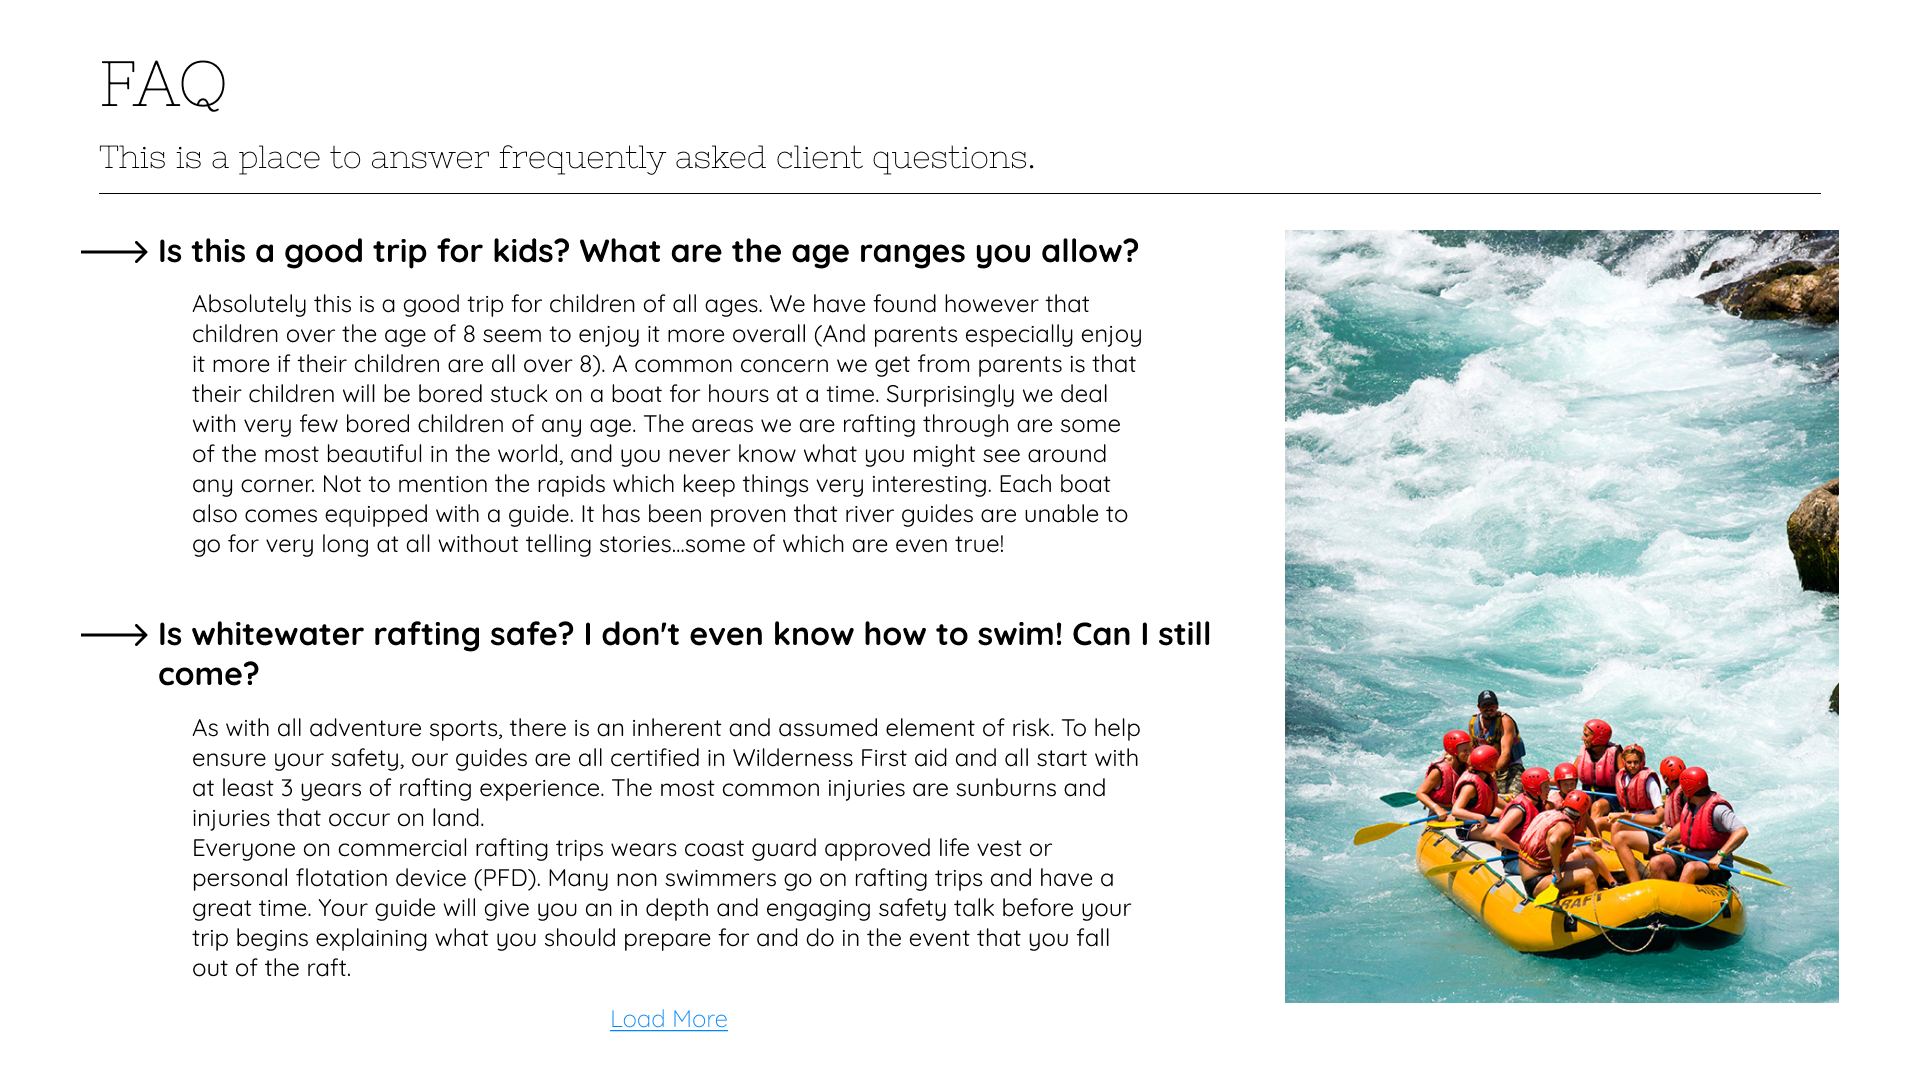 FAQ
This is a place to answer frequently asked client questions.
Is this a good trip for kids? What are the age ranges you allow?
Absolutely this is a good trip for children of all ages. We have found however that
children over the age of 8 seem to enjoy it more overall (And parents especially enjoy
it more if their children are all over 8). A common concern we get from parents is that
their children will be bored stuck on a boat for hours at a time. Surprisingly we deal
with very few bored children of any age. The areas we are rafting through are some
of the most beautiful in the world, and you never know what you might see around
any corner. Not to mention the rapids which keep things very interesting. Each boat
also comes equipped with a guide. It has been proven that river guides are unable to
go for very long at all without telling stories...some of which are even true!
Is whitewater rafting safe? I don't even know how to swim! Can I still
come?
As with all adventure sports, there is an inherent and assumed element of risk. To help
ensure your safety, our guides are all certified in Wilderness First aid and all start with
at least 3 years of rafting experience. The most common injuries are sunburns and
injuries that occur on land.
Everyone on commercial rafting trips wears coast guard approved life vest or
personal flotation device (PFD). Many non swimmers go on rafting trips and have a
great time. Your guide will give you an in depth and engaging safety talk before your
trip begins explaining what you should prepare for and do in the event that you fall
out of the raft.
Load More